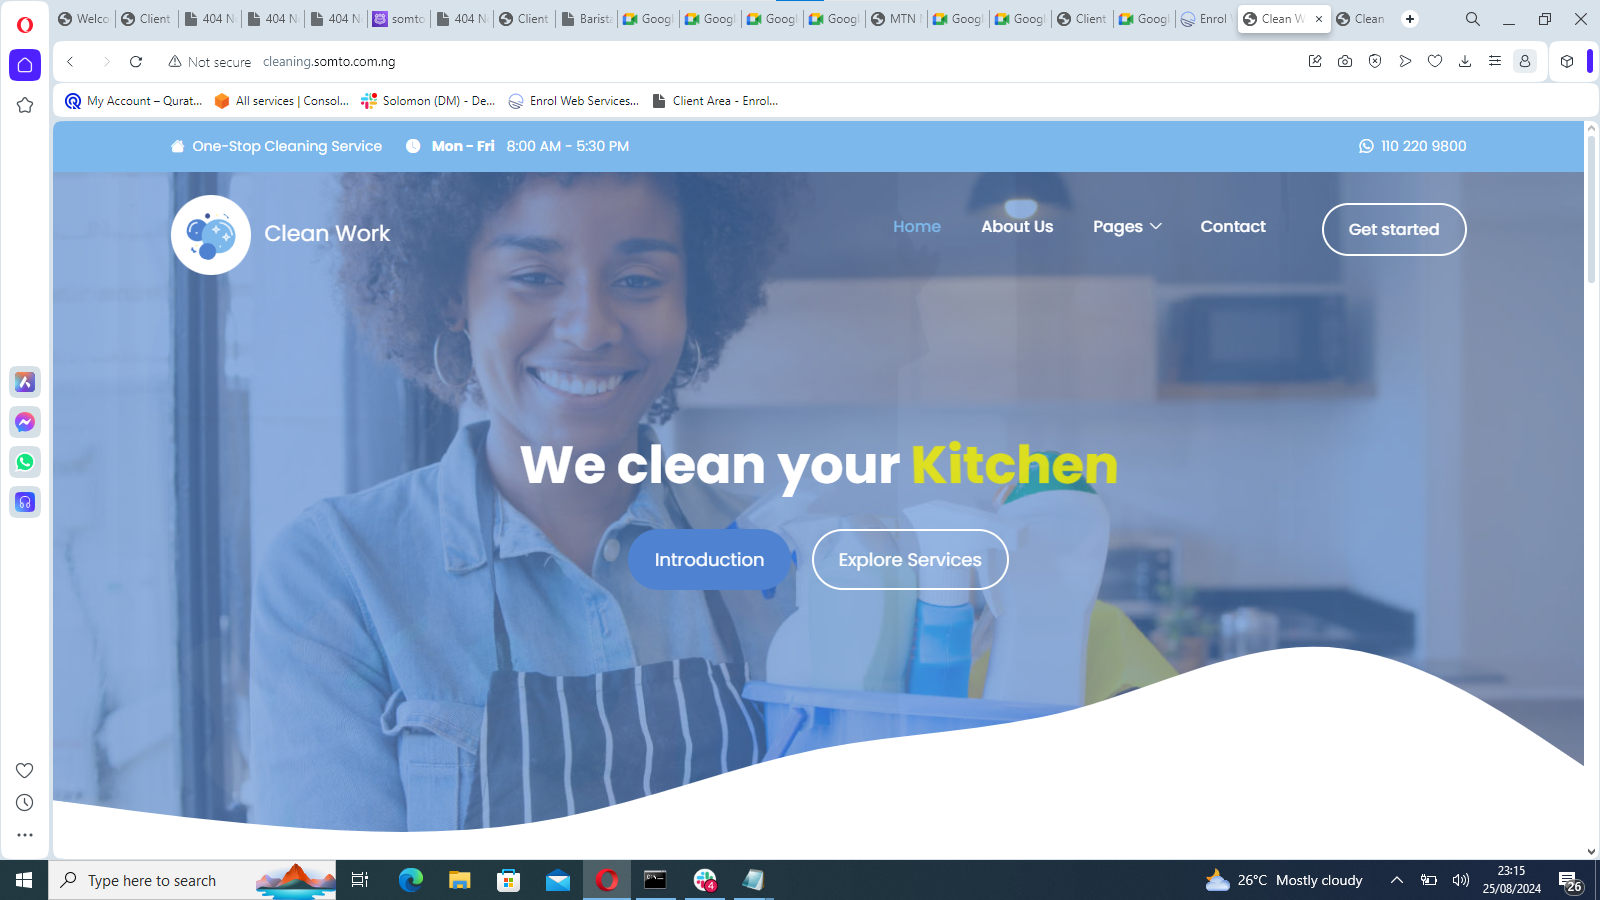 Welco
Client
404 N
404 N
404 N
somto
404 N
Client
Barista
Googl
Googl
Googl
Googl
MTN
Googl
Googl
Client
Googl
Enrol
Clean W
Clean
Not secure cleaning.somto.com.ng
My Account – Qurat...
All services | Consol...
Solomon (DM) - De...
Enrol Web Services...
Client Area - Enrol...
One-Stop Cleaning Service
Mon - Fri 8:00 AM - 5:30 PM
110 220 9800
Clean Work
Home
About Us
Pages
Contact
Get started
We clean your Kitchen
Introduction
Explore Services
Type here to search
4
26°C Mostly cloudy
23:15
25/08/2024
26